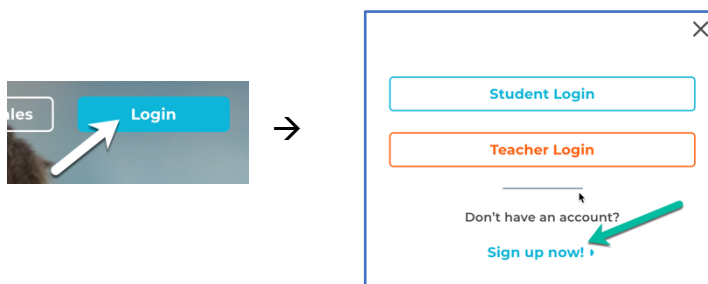 Login
Student Login
Teacher Login
Don't have an account?
Sign up now!